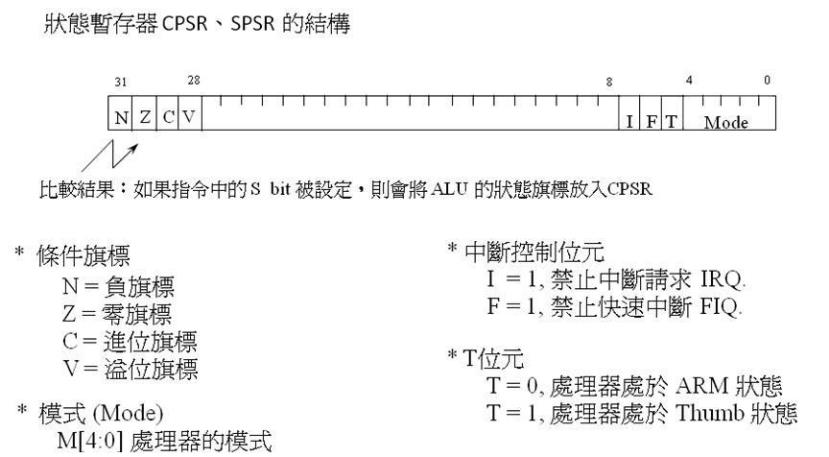 狀態暫存器 CPSR、SPSR 的結構
31 28 8 4 0
N Z C V I F T Mode
比較結果：如果指令中的 S bit 被設定，則會將 ALU 的狀態旗標放入CPSR
* 條件旗標
N = 負旗標
Z = 零旗標
C = 進位旗標
V = 溢位旗標
* 模式 (Mode)
M[4:0] 處理器的模式
* 中斷控制位元
I = 1, 禁止中斷請求 IRQ.
F = 1, 禁止快速中斷 FIQ.
* T位元
T = 0, 處理器處於 ARM 狀態
T = 1, 處理器處於 Thumb 狀態